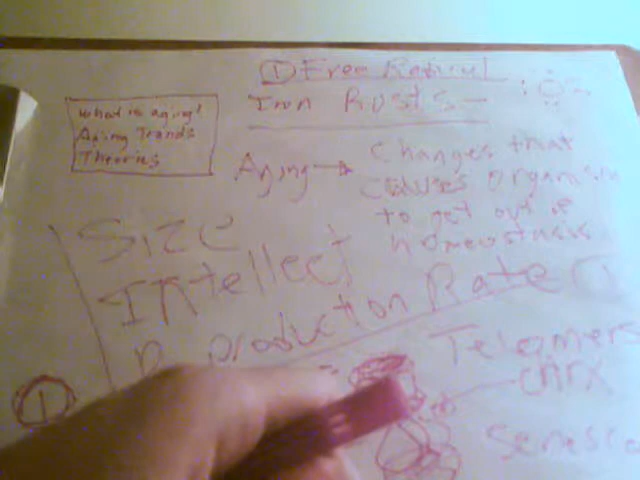 ① Free Radical
Iron Rusts -
What is aging?
Aging Trends
Theories
Aging → Changes that
causes organism
to get out of
homeostasis
Size
Intellect
Reproduction Rate
①
Telomers
chrx